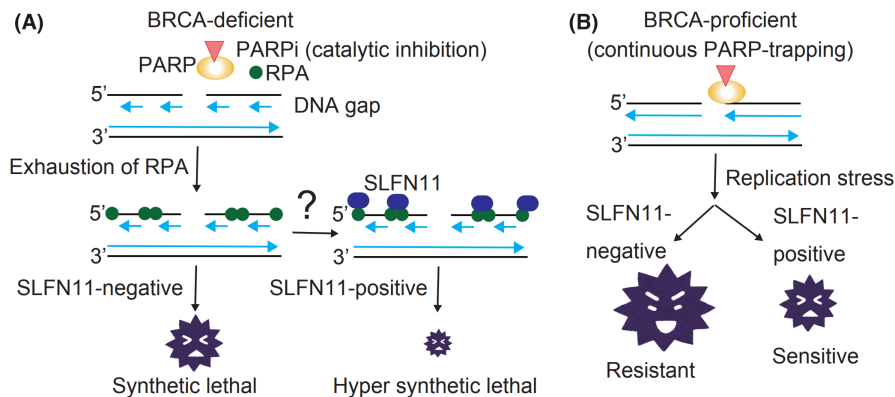 (A)
BRCA-deficient
PARPi (catalytic inhibition)
PARP
RPA
5’
DNA gap
3’
Exhaustion of RPA
SLFN11
?
5’
5’
3’
3’
SLFN11-negative
SLFN11-positive
Synthetic lethal
Hyper synthetic lethal
(B)
BRCA-proficient
(continuous PARP-trapping)
5’
3’
Replication stress
SLFN11-
negative
SLFN11-
positive
Resistant
Sensitive